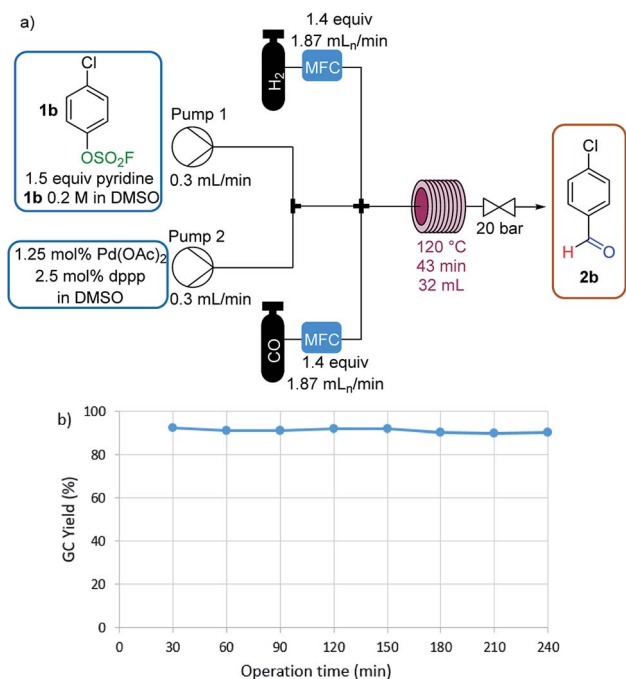 a)
1.4 equiv
1.87 mLₙ/min
H₂
MFC
Cl
1b
OSO₂F
1.5 equiv pyridine
1b 0.2 M in DMSO
Pump 1
0.3 mL/min
1.25 mol% Pd(OAc)₂
2.5 mol% dppp
in DMSO
Pump 2
0.3 mL/min
120 °C
43 min
32 mL
20 bar
Cl
H
O
2b
CO
MFC
1.4 equiv
1.87 mLₙ/min
b)
GC Yield (%)
100
80
60
40
20
0
0 30 60 90 120 150 180 210 240
Operation time (min)